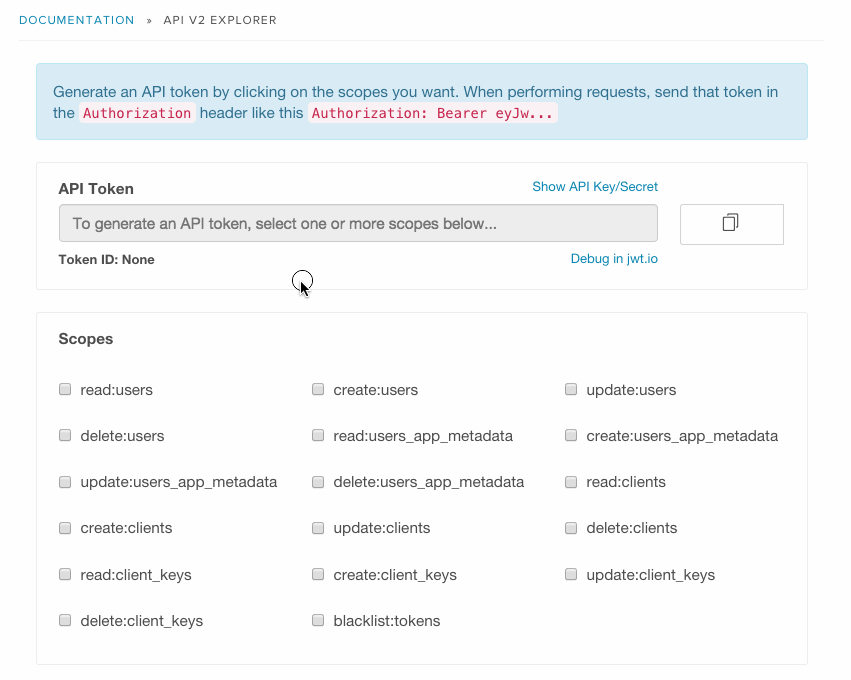 DOCUMENTATION » API V2 EXPLORER
Generate an API token by clicking on the scopes you want. When performing requests, send that token in
the Authorization header like this Authorization: Bearer eyJw...
API Token Show API Key/Secret
To generate an API token, select one or more scopes below...
Token ID: None Debug in jwt.io
Scopes
read:users create:users update:users
delete:users read:users_app_metadata create:users_app_metadata
update:users_app_metadata delete:users_app_metadata read:clients
create:clients update:clients delete:clients
read:client_keys create:client_keys update:client_keys
delete:client_keys blacklist:tokens